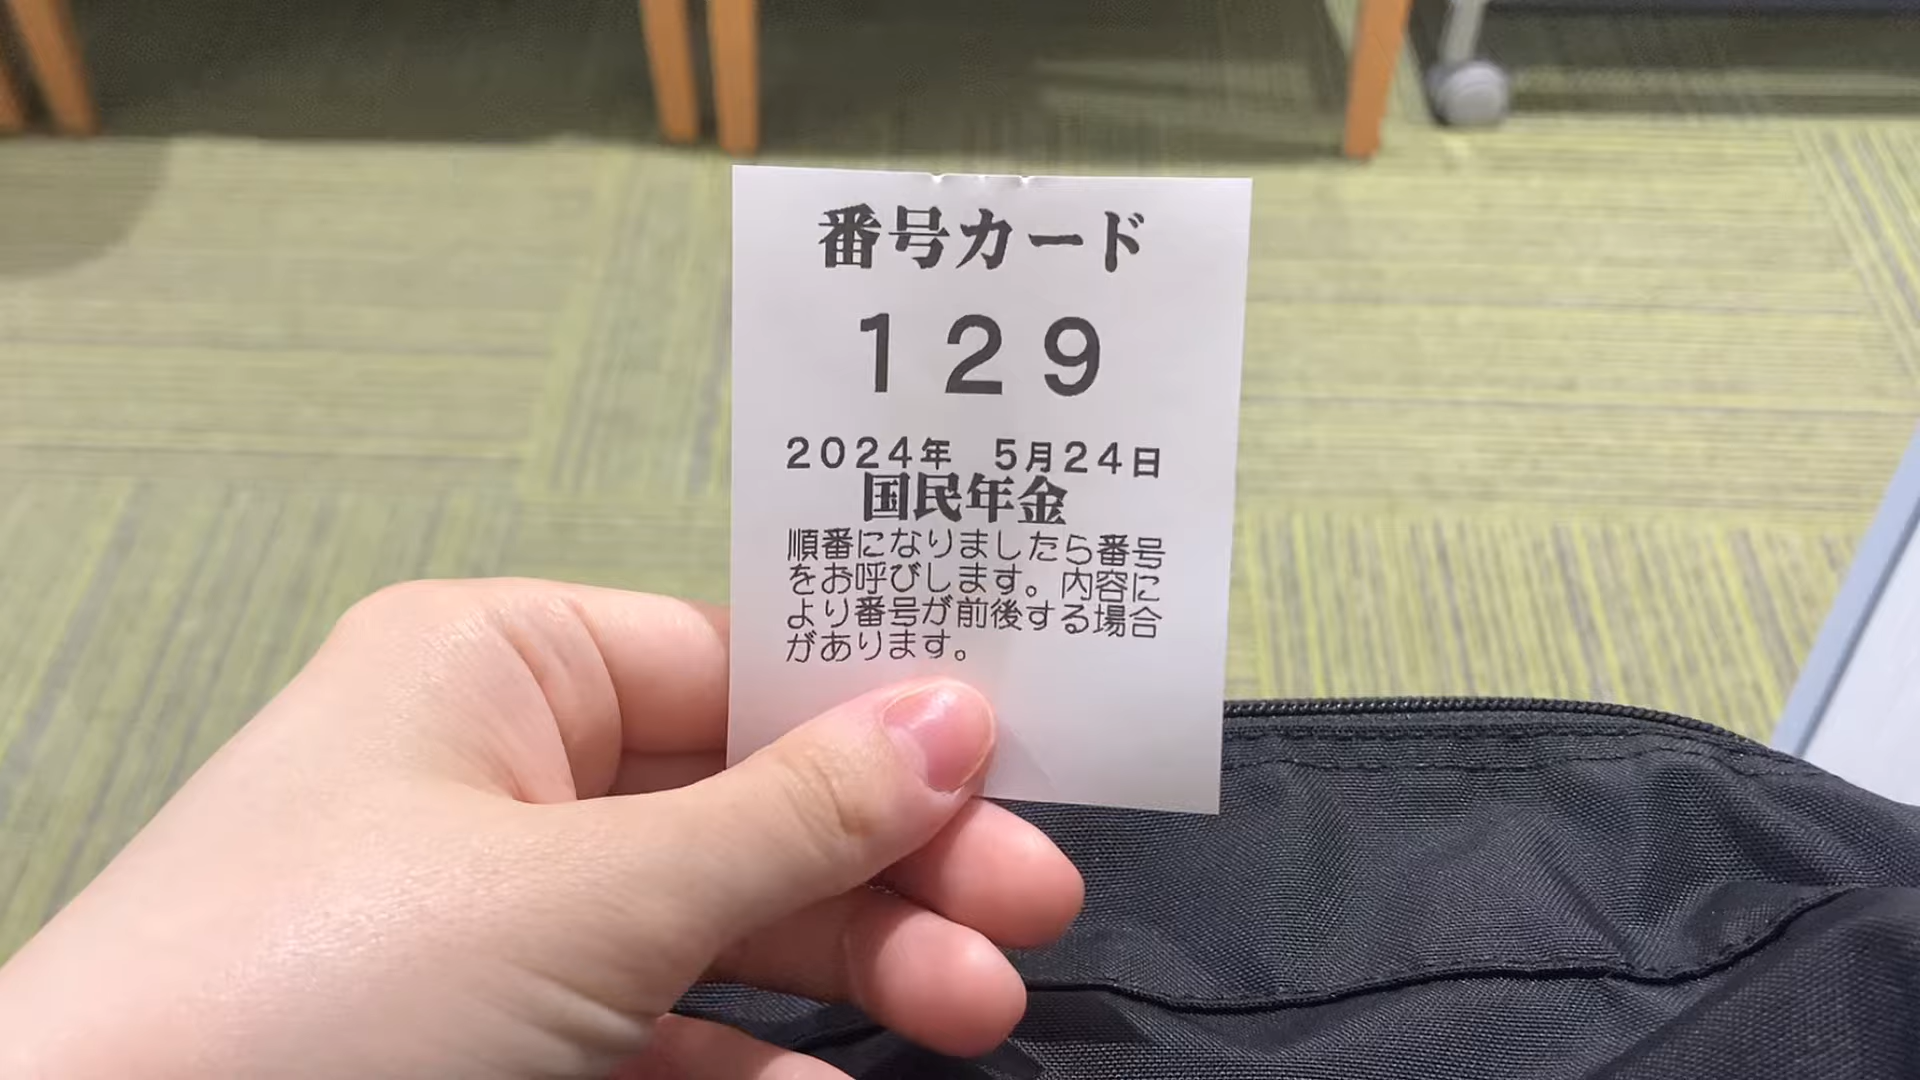 番号カード
１２９
２０２４年　５月２４日
国民年金
順番になりましたら番号
をお呼びします。内容に
より番号が前後する場合
があります。